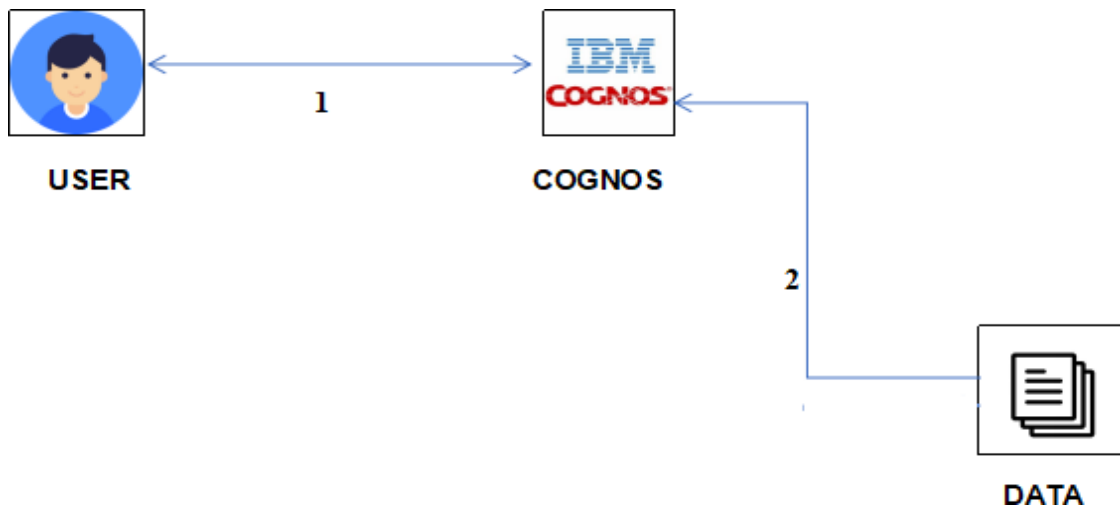 IBM
COGNOS
1
USER
COGNOS
2
DATA